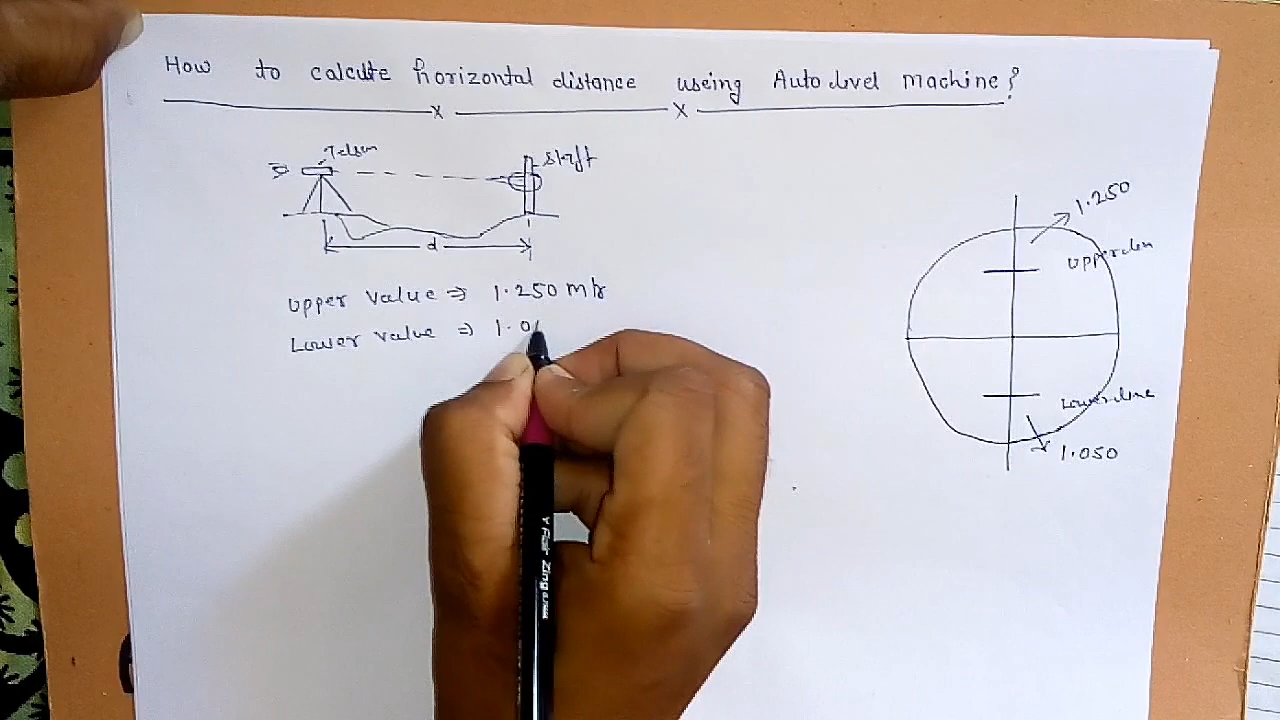 How to calculte horizontal distance useing Auto level machine?
staff
d
Upper value => 1.250 mtr
Lower value => 1.0
1.250
Upper
Lower line
1.050